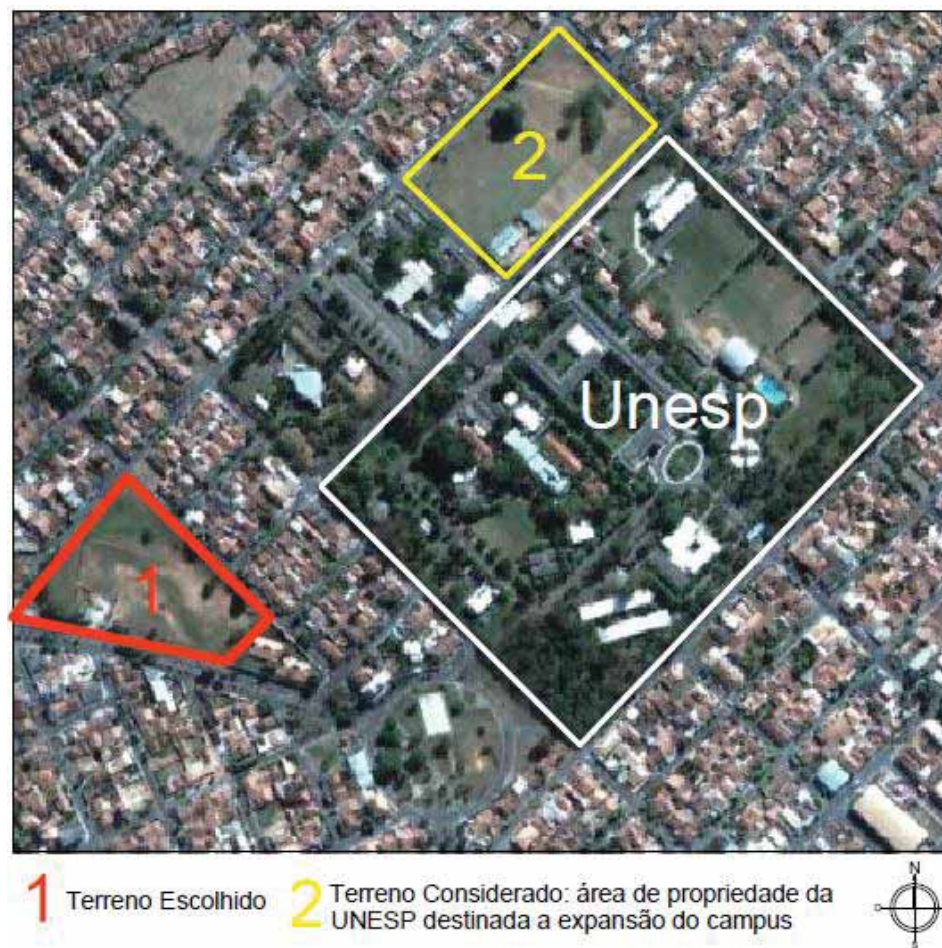 2
Unesp
1
1 Terreno Escolhido
2 Terreno Considerado: área de propriedade da
UNESP destinada a expansão do campus
N
S